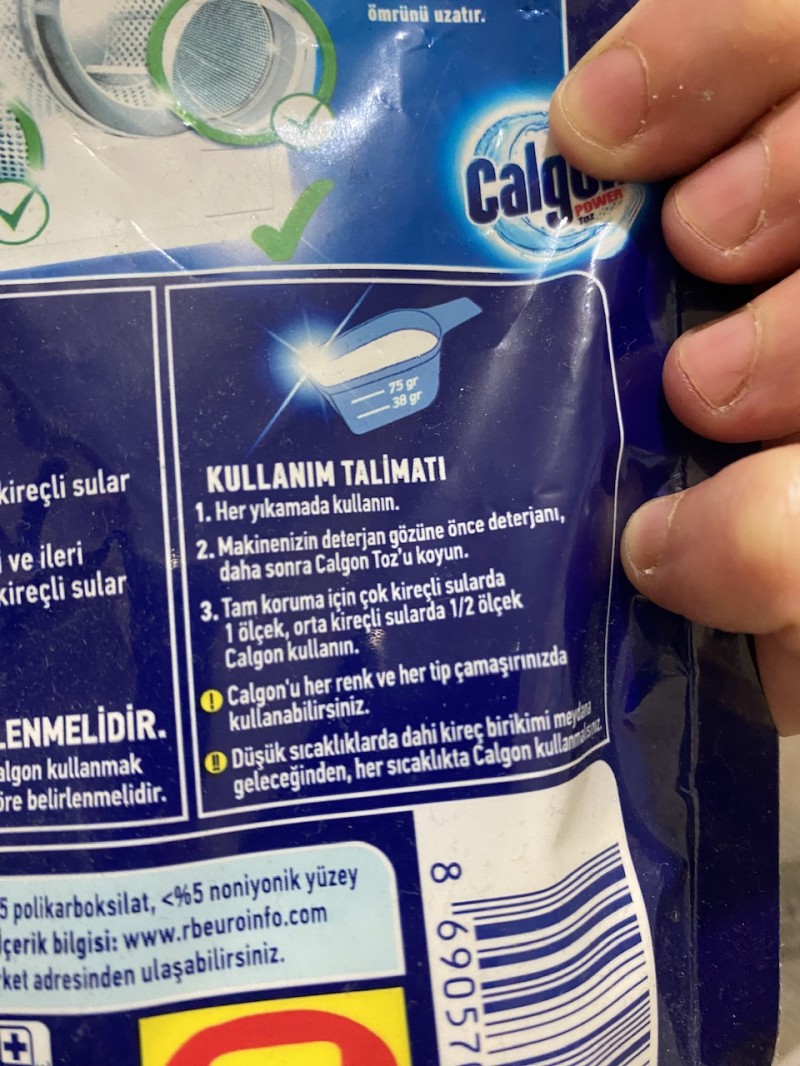 ömrünü uzatır.
POWER
Toz
75 gr
38 gr
KULLANIM TALİMATI
1. Her yıkamada kullanın.
2. Makinenizin deterjan gözüne önce deterjanı,
daha sonra Calgon Toz'u koyun.
3. Tam koruma için çok kireçli sularda
1 ölçek, orta kireçli sularda 1/2 ölçek
Calgon kullanın.
! Calgon'u her renk ve her tip çamaşırınızda
kullanabilirsiniz.
!! Düşük sıcaklıklarda dahi kireç birikimi meydana
geleceğinden, her sıcaklıkta Calgon kullanmalısınız.
kireçli sular
ve ileri
kireçli sular
LENMELİDİR.
algon kullanmak
öre belirlenmelidir.
5 polikarboksilat, <%5 noniyonik yüzey
İçerik bilgisi: www.rbeuroinfo.com
rket adresinden ulaşabilirsiniz.
8 69057